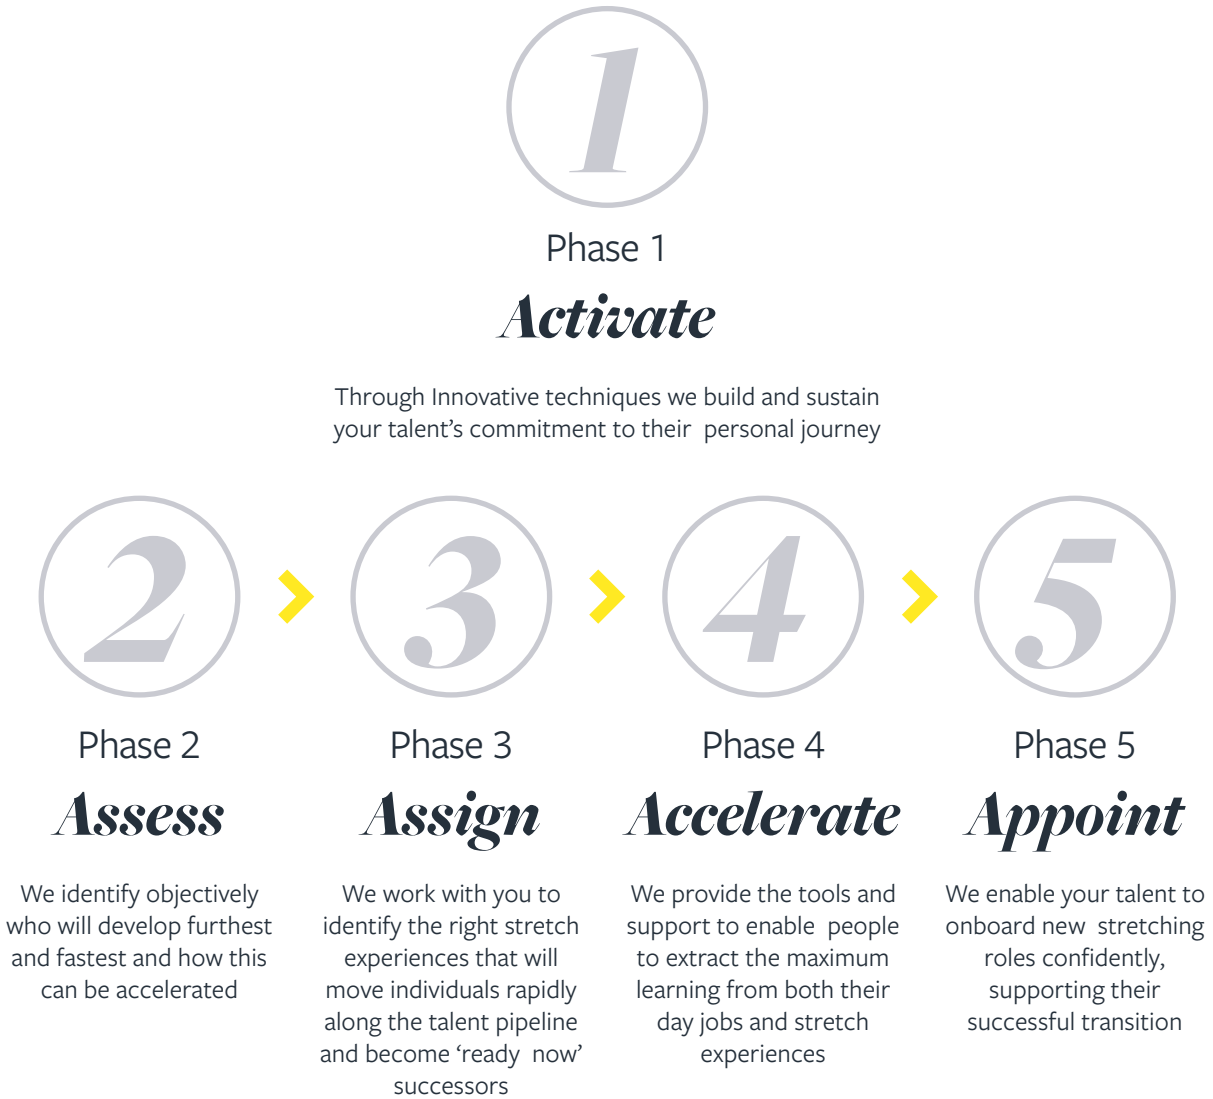 1
Phase 1
Activate
Through Innovative techniques we build and sustain
your talent’s commitment to their personal journey
2
Phase 2
Assess
We identify objectively
who will develop furthest
and fastest and how this
can be accelerated
3
Phase 3
Assign
We work with you to
identify the right stretch
experiences that will
move individuals rapidly
along the talent pipeline
and become ‘ready now’
successors
4
Phase 4
Accelerate
We provide the tools and
support to enable people
to extract the maximum
learning from both their
day jobs and stretch
experiences
5
Phase 5
Appoint
We enable your talent to
onboard new stretching
roles confidently,
supporting their
successful transition